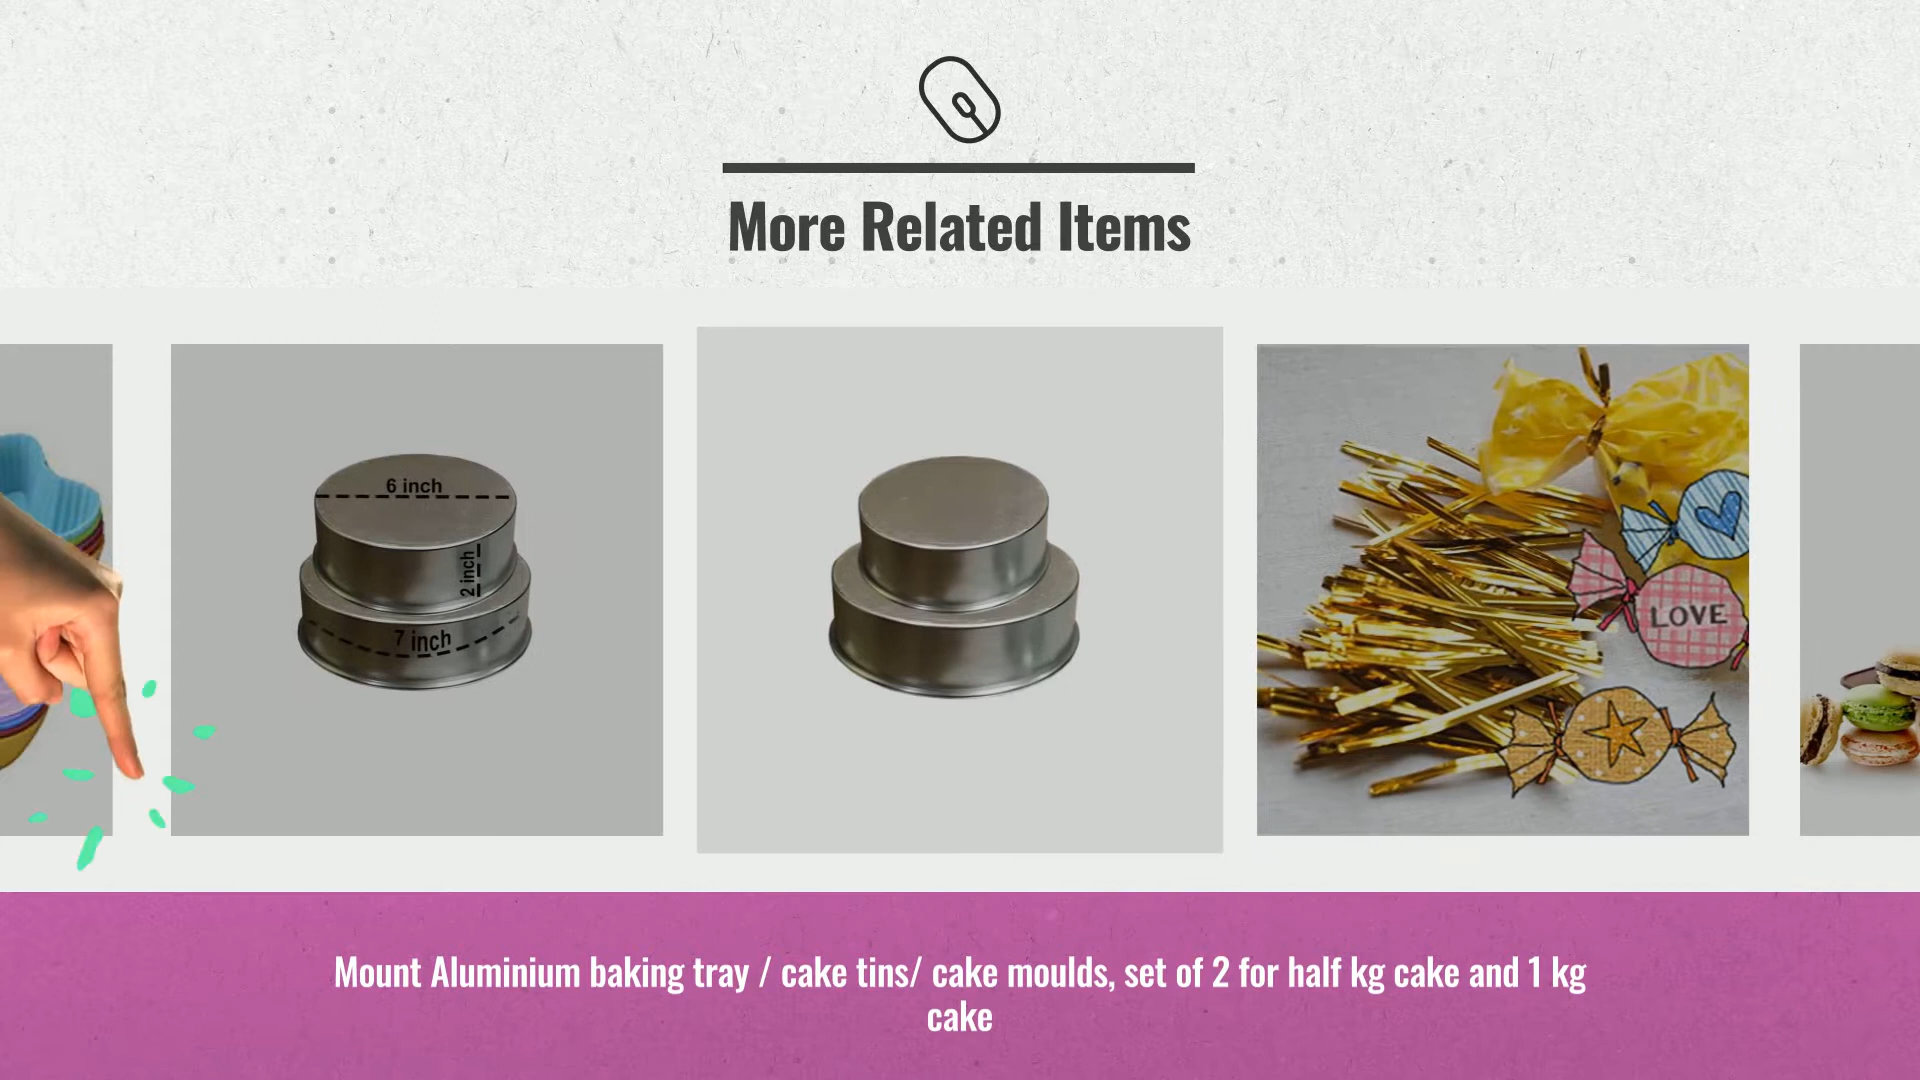 More Related Items
6 inch
2 inch
7 inch
LOVE
Mount Aluminium baking tray / cake tins/ cake moulds, set of 2 for half kg cake and 1 kg
cake